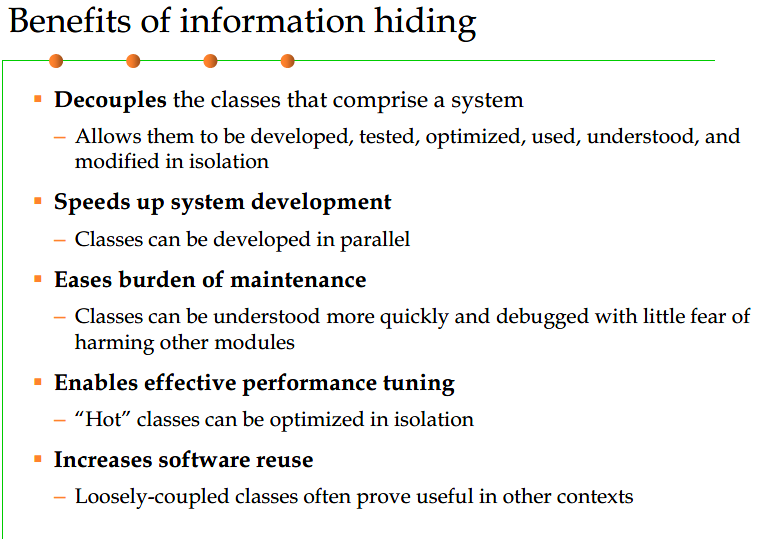 Benefits of information hiding
▪ Decouples the classes that comprise a system
– Allows them to be developed, tested, optimized, used, understood, and
modified in isolation
▪ Speeds up system development
– Classes can be developed in parallel
▪ Eases burden of maintenance
– Classes can be understood more quickly and debugged with little fear of
harming other modules
▪ Enables effective performance tuning
– “Hot” classes can be optimized in isolation
▪ Increases software reuse
– Loosely-coupled classes often prove useful in other contexts